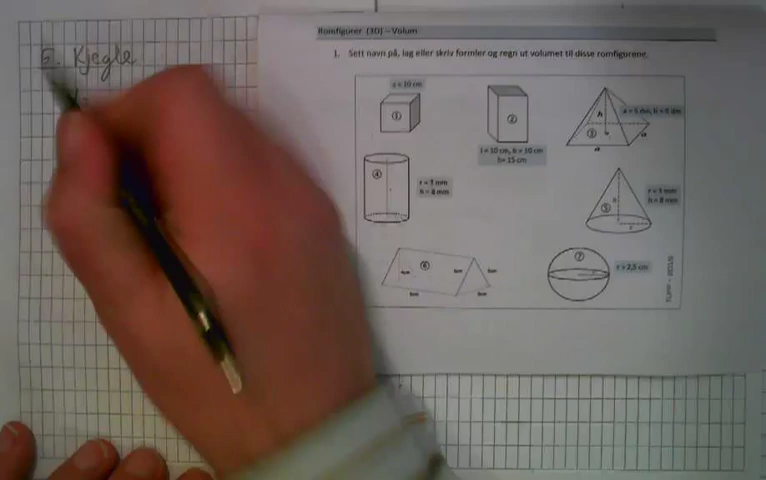 5. Kjegle
Romfigurer (3D) – Volum
1. Sett navn på, lag eller skriv formler og regn ut volumet til disse romfigurene.
s = 10 cm
①
②
l = 10 cm, b = 10 cm
h= 15 cm
h
③
a
a
④
r = 3 mm
h = 8 mm
h
⑤
r
r = 3 mm
h = 8 mm
⑥
⑦
r = 2,5 cm